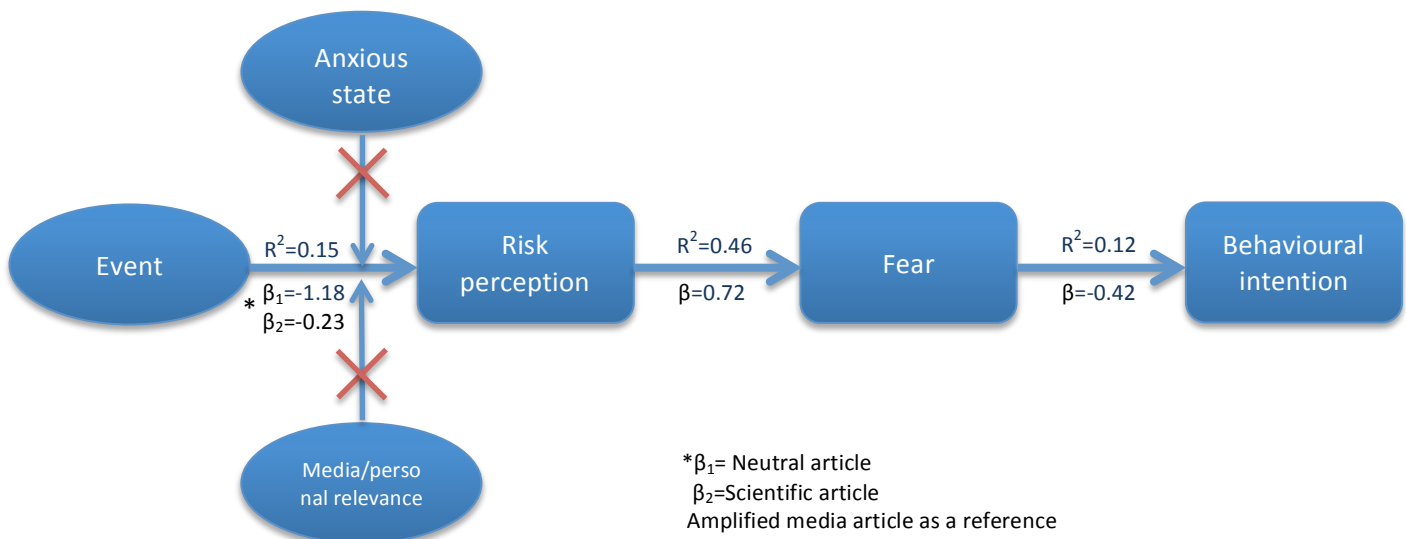 Anxious
state
Event
R²=0.15
* β₁=-1.18
β₂=-0.23
Risk
perception
R²=0.46
β=0.72
Fear
R²=0.12
β=-0.42
Behavioural
intention
Media/perso
nal relevance
*β₁= Neutral article
β₂=Scientific article
Amplified media article as a reference